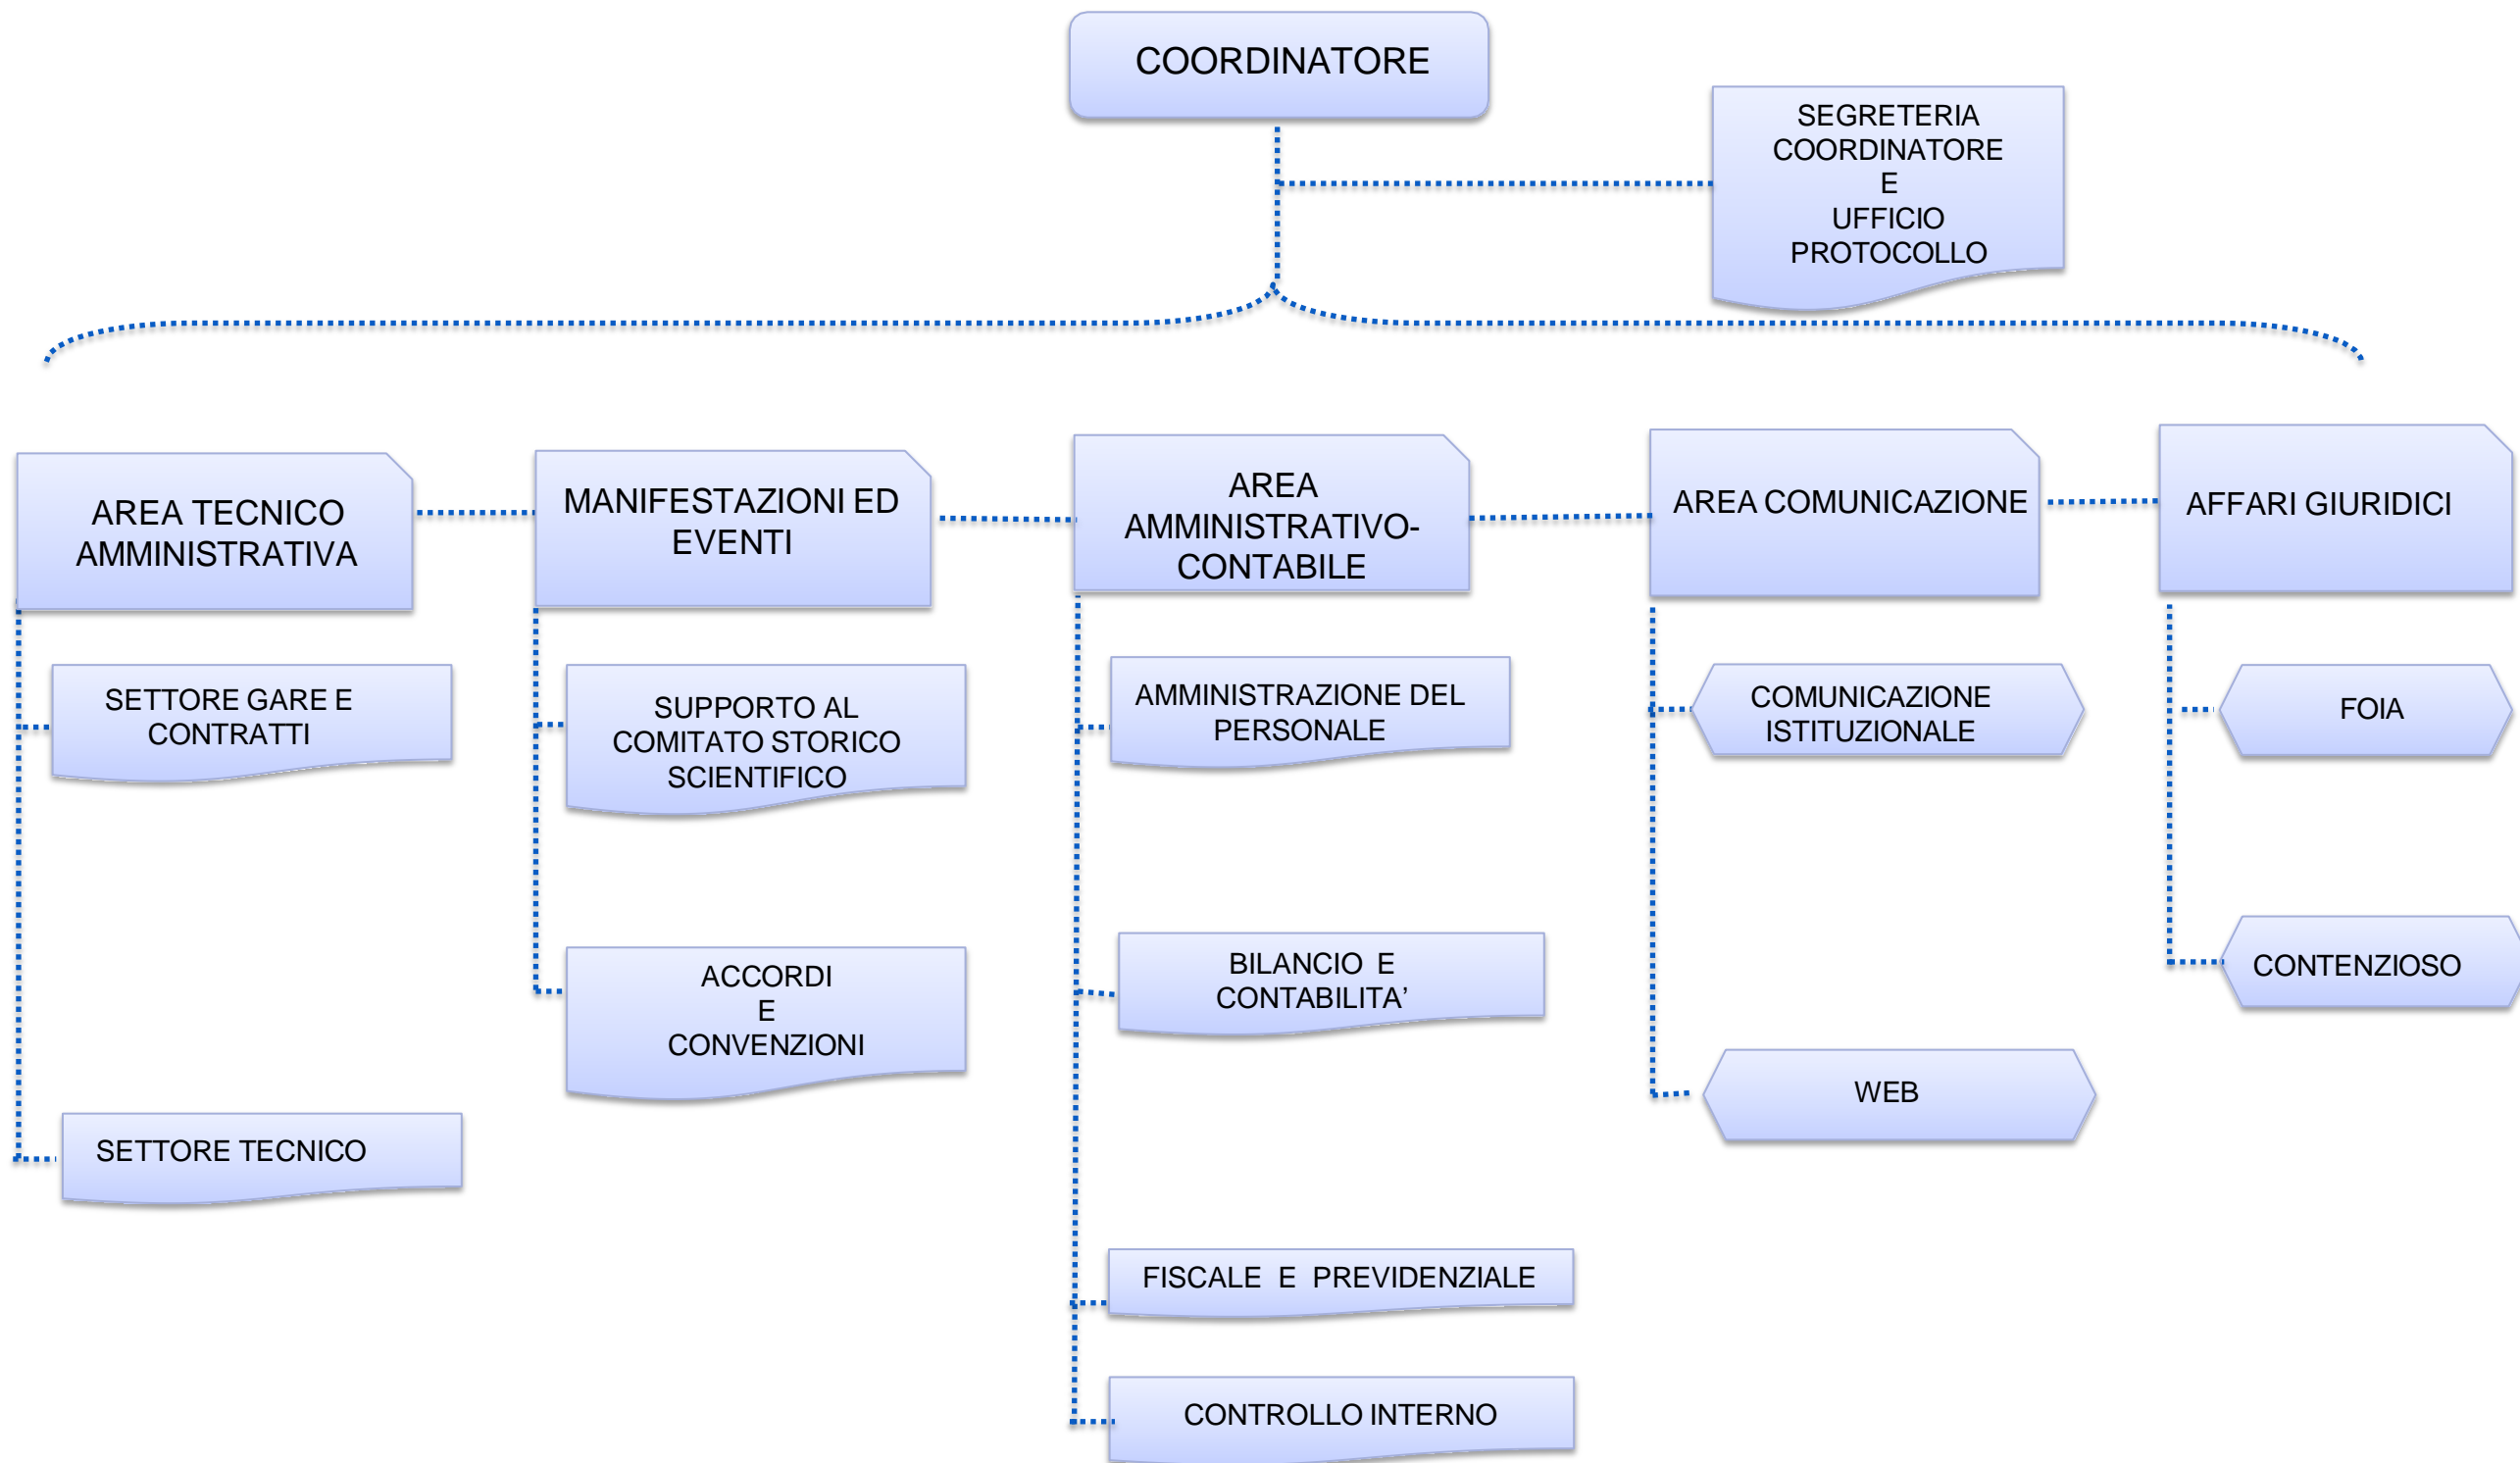 COORDINATORE
SEGRETERIA
COORDINATORE
E
UFFICIO
PROTOCOLLO
AREA TECNICO
AMMINISTRATIVA
MANIFESTAZIONI ED
EVENTI
AREA
AMMINISTRATIVO-
CONTABILE
AREA COMUNICAZIONE
AFFARI GIURIDICI
SETTORE GARE E
CONTRATTI
SUPPORTO AL
COMITATO STORICO
SCIENTIFICO
AMMINISTRAZIONE DEL
PERSONALE
COMUNICAZIONE
ISTITUZIONALE
FOIA
ACCORDI
E
CONVENZIONI
BILANCIO E
CONTABILITA’
CONTENZIOSO
WEB
SETTORE TECNICO
FISCALE E PREVIDENZIALE
CONTROLLO INTERNO